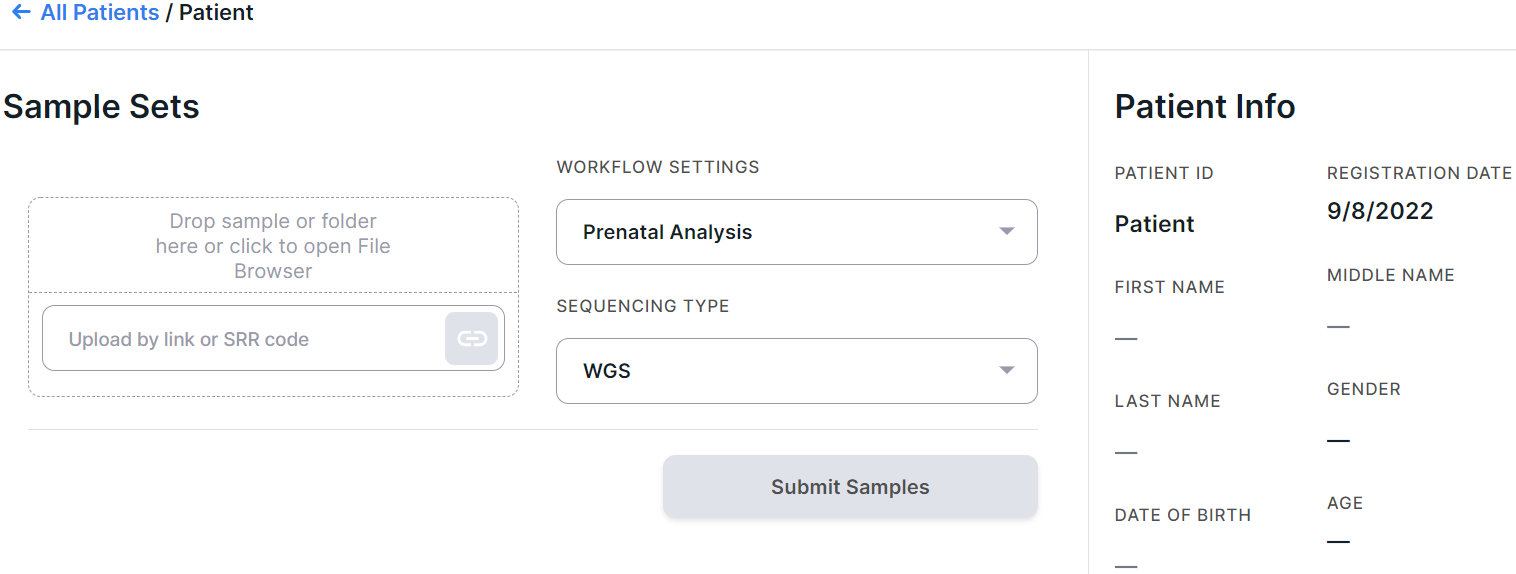 ← All Patients / Patient
Sample Sets
Drop sample or folder
here or click to open File
Browser
Upload by link or SRR code
WORKFLOW SETTINGS
Prenatal Analysis
SEQUENCING TYPE
WGS
Submit Samples
Patient Info
PATIENT ID
Patient
REGISTRATION DATE
9/8/2022
FIRST NAME
—
MIDDLE NAME
—
LAST NAME
—
GENDER
—
DATE OF BIRTH
—
AGE
—